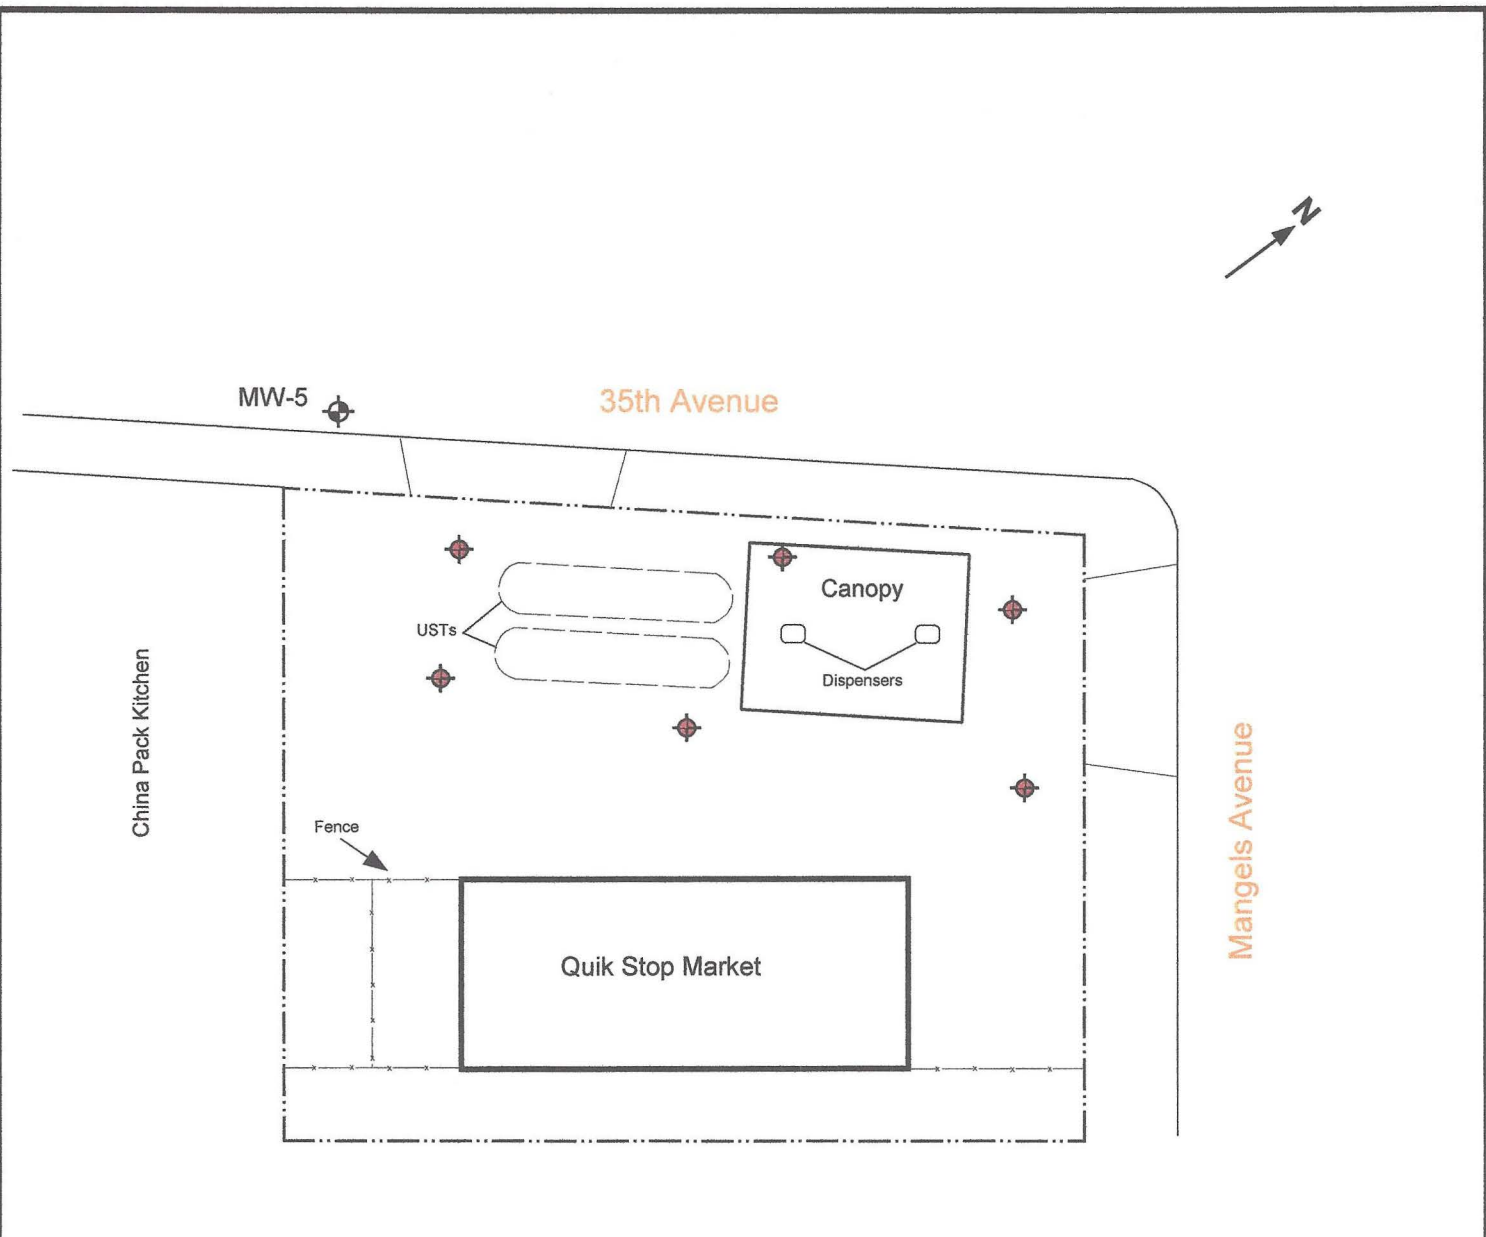 N
MW-5
35th Avenue
Canopy
USTs
Dispensers
China Pack Kitchen
Mangels Avenue
Fence
Quik Stop Market